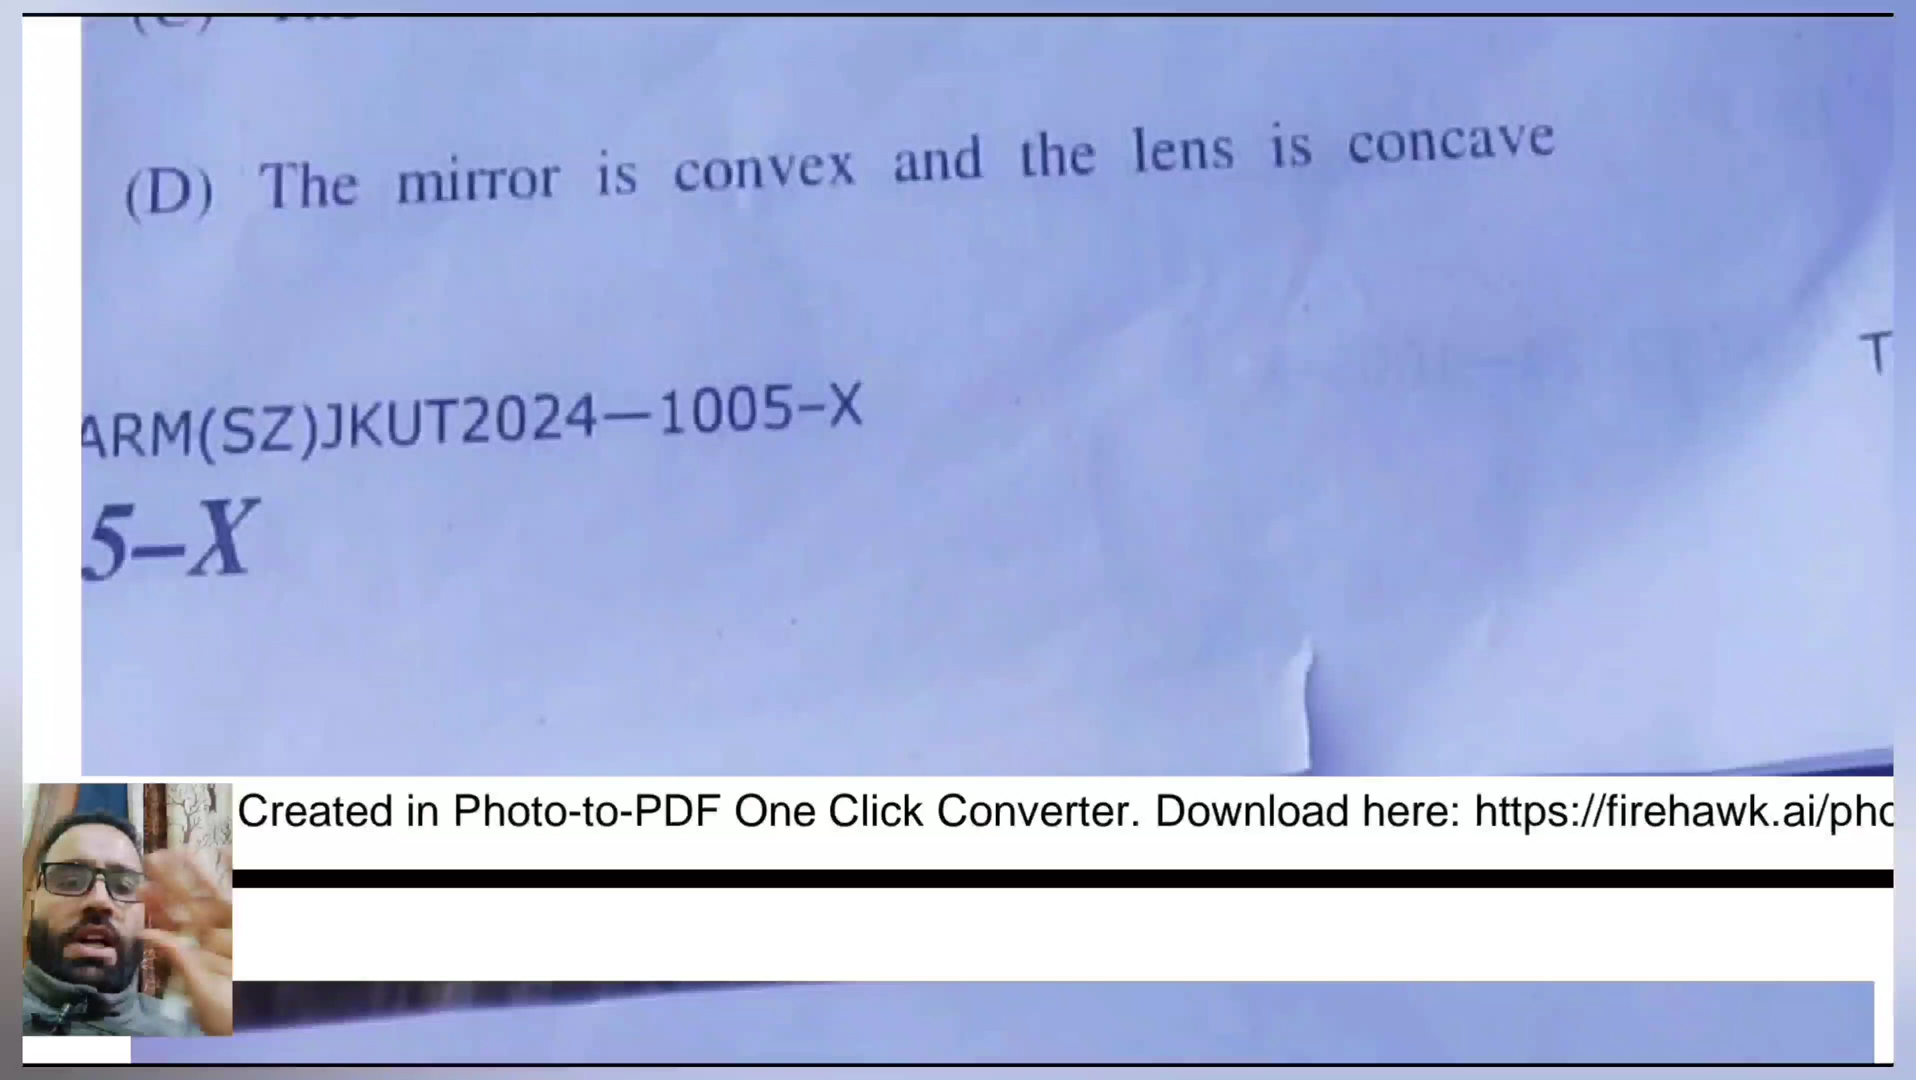 (D) The mirror is convex and the lens is concave
T
ARM(SZ)JKUT2024—1005–X
5–X
Created in Photo-to-PDF One Click Converter. Download here: https://firehawk.ai/pho